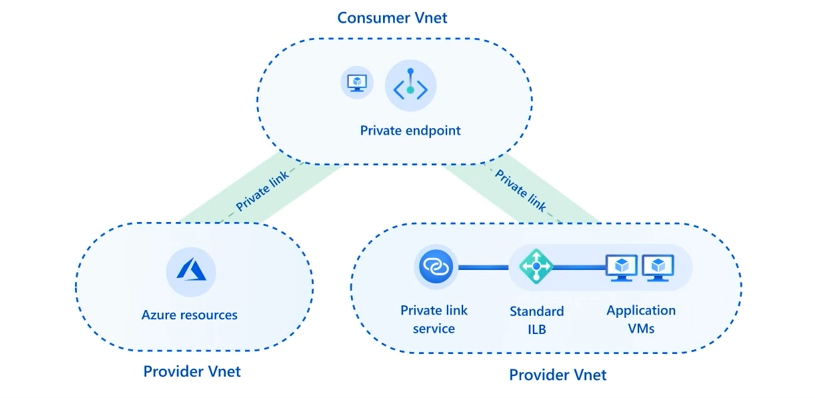 Consumer Vnet
Private endpoint
Private link
Private link
Azure resources
Private link
service
Standard
ILB
Application
VMs
Provider Vnet
Provider Vnet